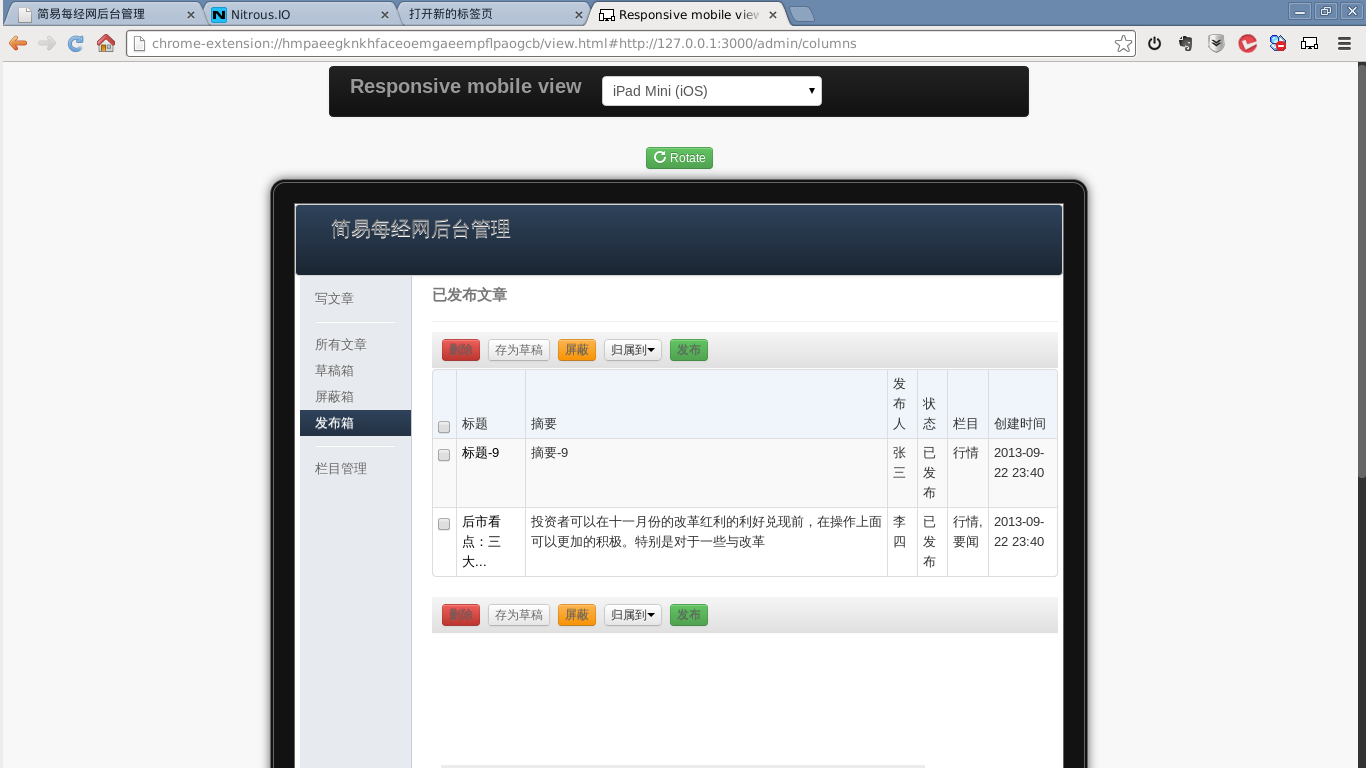 简易每经网后台管理
Nitrous.IO
打开新的标签页
Responsive mobile view
chrome-extension://hmpaeegknkhfaceoemgaeempflpaogcb/view.html#http://127.0.0.1:3000/admin/columns
Responsive mobile view
iPad Mini (iOS)
Rotate
简易每经网后台管理
写文章
所有文章
草稿箱
屏蔽箱
发布箱
栏目管理
已发布文章
删除 存为草稿 屏蔽 归属到 发布
标题 摘要 发布人 状态 栏目 创建时间
标题-9 摘要-9 张三 已发布 行情 2013-09-22 23:40
后市看点：三大... 投资者可以在十一月份的改革红利的利好兑现前，在操作上面可以更加的积极。特别是对于一些与改革 李四 已发布 行情,要闻 2013-09-22 23:40
删除 存为草稿 屏蔽 归属到 发布